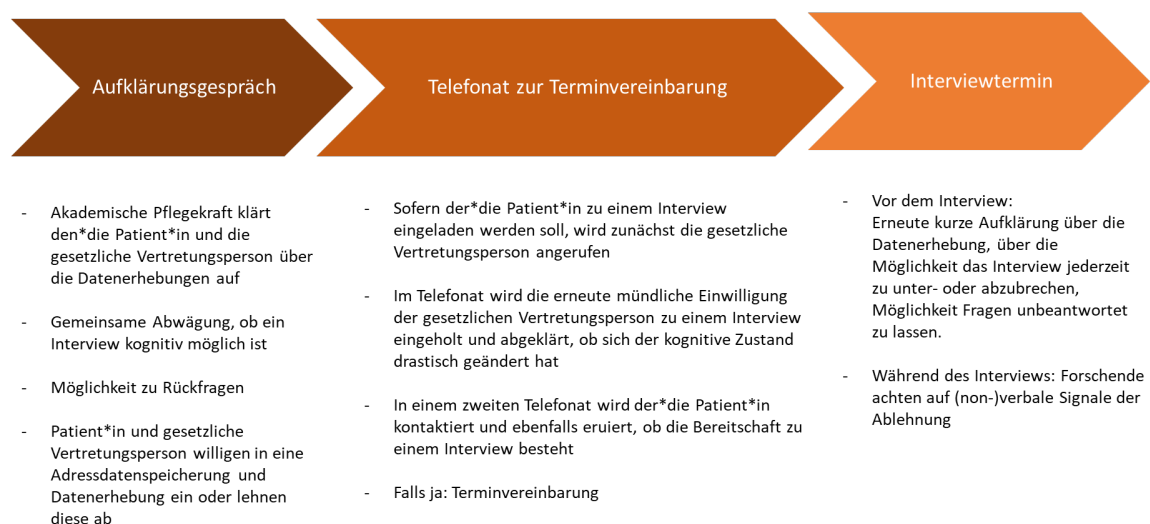 Aufklärungsgespräch
Telefonat zur Terminvereinbarung
Interviewtermin
- Akademische Pflegekraft klärt
den*die Patient*in und die
gesetzliche Vertretungsperson über
die Datenerhebungen auf
- Gemeinsame Abwägung, ob ein
Interview kognitiv möglich ist
- Möglichkeit zu Rückfragen
- Patient*in und gesetzliche
Vertretungsperson willigen in eine
Adressdatenspeicherung und
Datenerhebung ein oder lehnen
diese ab
- Sofern der*die Patient*in zu einem Interview
eingeladen werden soll, wird zunächst die gesetzliche
Vertretungsperson angerufen
- Im Telefonat wird die erneute mündliche Einwilligung
der gesetzlichen Vertretungsperson zu einem Interview
eingeholt und abgeklärt, ob sich der kognitive Zustand
drastisch geändert hat
- In einem zweiten Telefonat wird der*die Patient*in
kontaktiert und ebenfalls eruiert, ob die Bereitschaft zu
einem Interview besteht
- Falls ja: Terminvereinbarung
- Vor dem Interview:
Erneute kurze Aufklärung über die
Datenerhebung, über die
Möglichkeit das Interview jederzeit
zu unter- oder abzubrechen,
Möglichkeit Fragen unbeantwortet
zu lassen.
- Während des Interviews: Forschende
achten auf (non-)verbale Signale der
Ablehnung